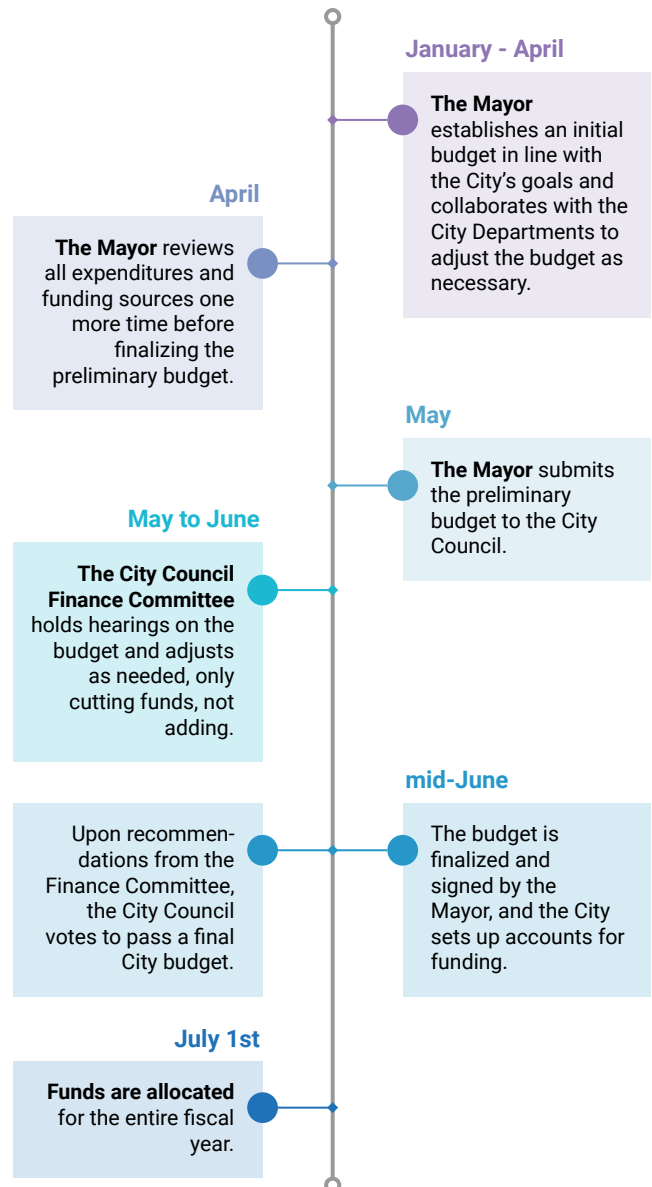 January - April
The Mayor
establishes an initial
budget in line with
the City’s goals and
collaborates with the
City Departments to
adjust the budget as
necessary.
April
The Mayor reviews
all expenditures and
funding sources one
more time before
finalizing the
preliminary budget.
May
The Mayor submits
the preliminary
budget to the City
Council.
May to June
The City Council
Finance Committee
holds hearings on the
budget and adjusts
as needed, only
cutting funds, not
adding.
mid-June
Upon recommen-
dations from the
Finance Committee,
the City Council
votes to pass a final
City budget.
The budget is
finalized and
signed by the
Mayor, and the City
sets up accounts for
funding.
July 1st
Funds are allocated
for the entire fiscal
year.